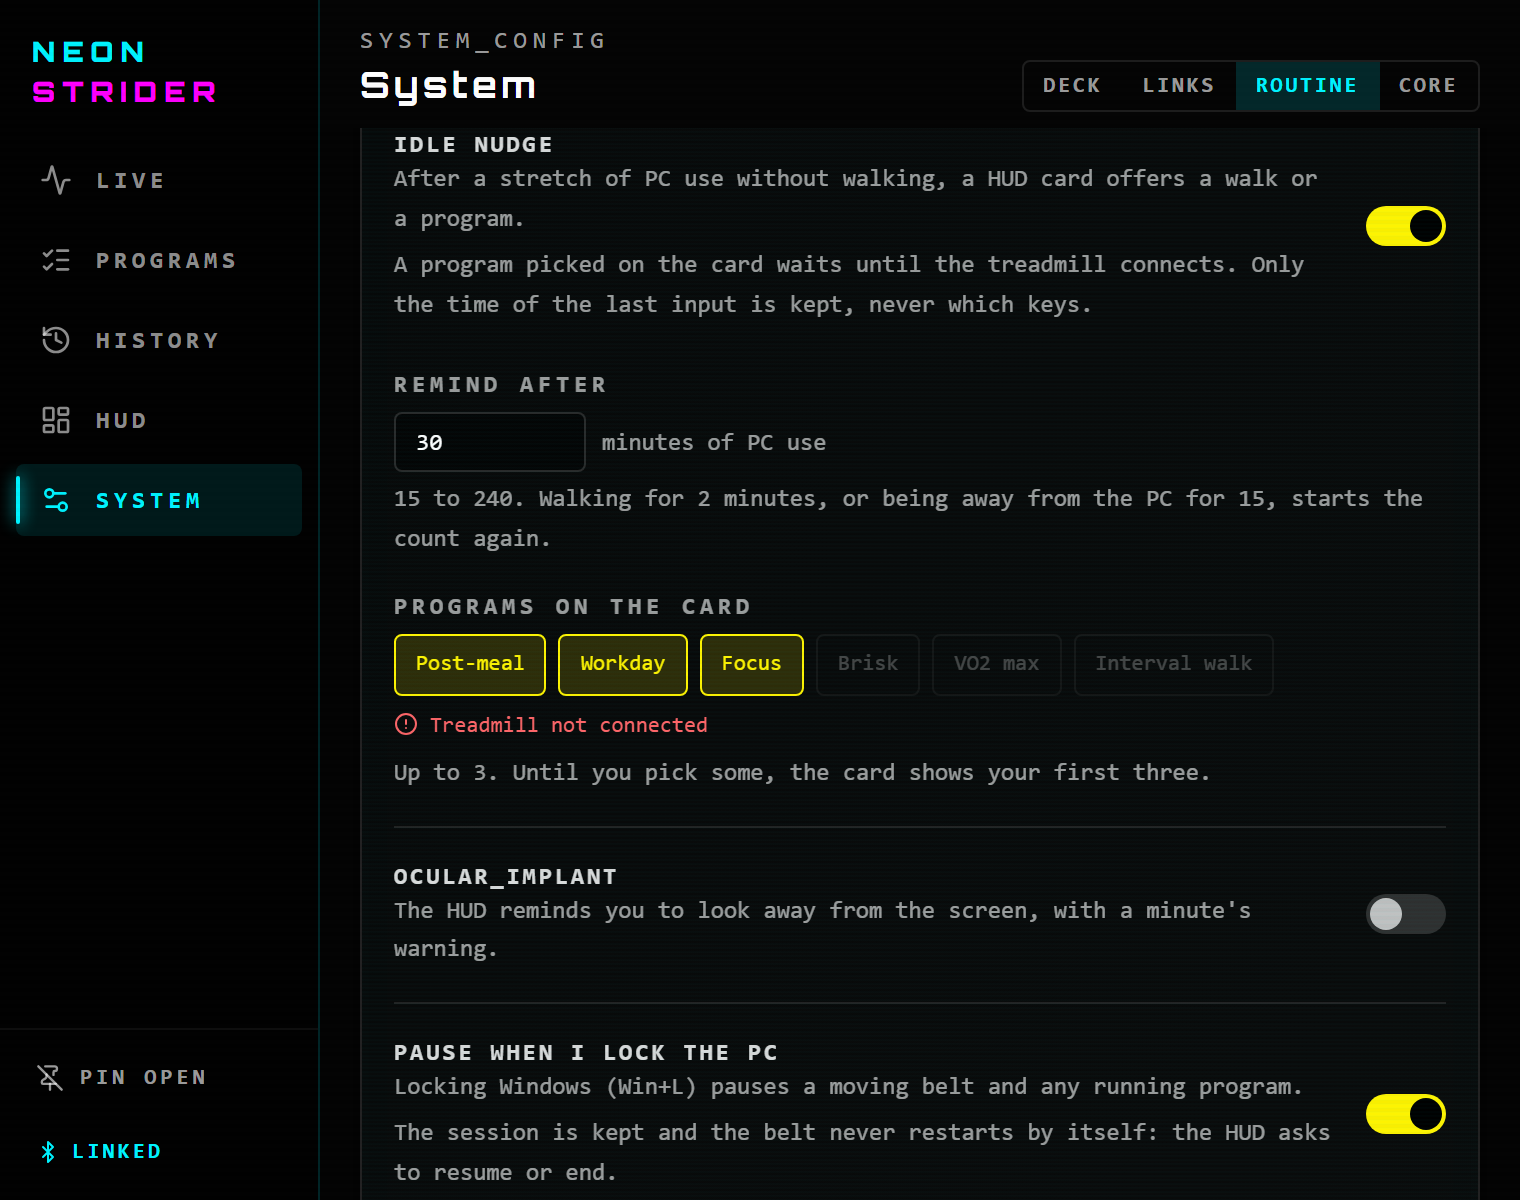 NEON
STRIDER
LIVE
PROGRAMS
HISTORY
HUD
SYSTEM
PIN OPEN
LINKED
SYSTEM_CONFIG
System
DECK LINKS ROUTINE CORE
IDLE NUDGE
After a stretch of PC use without walking, a HUD card offers a walk or
a program.
A program picked on the card waits until the treadmill connects. Only
the time of the last input is kept, never which keys.
REMIND AFTER
30 minutes of PC use
15 to 240. Walking for 2 minutes, or being away from the PC for 15, starts the
count again.
PROGRAMS ON THE CARD
Post-meal Workday Focus Brisk VO2 max Interval walk
Treadmill not connected
Up to 3. Until you pick some, the card shows your first three.
OCULAR_IMPLANT
The HUD reminds you to look away from the screen, with a minute's
warning.
PAUSE WHEN I LOCK THE PC
Locking Windows (Win+L) pauses a moving belt and any running program.
The session is kept and the belt never restarts by itself: the HUD asks
to resume or end.